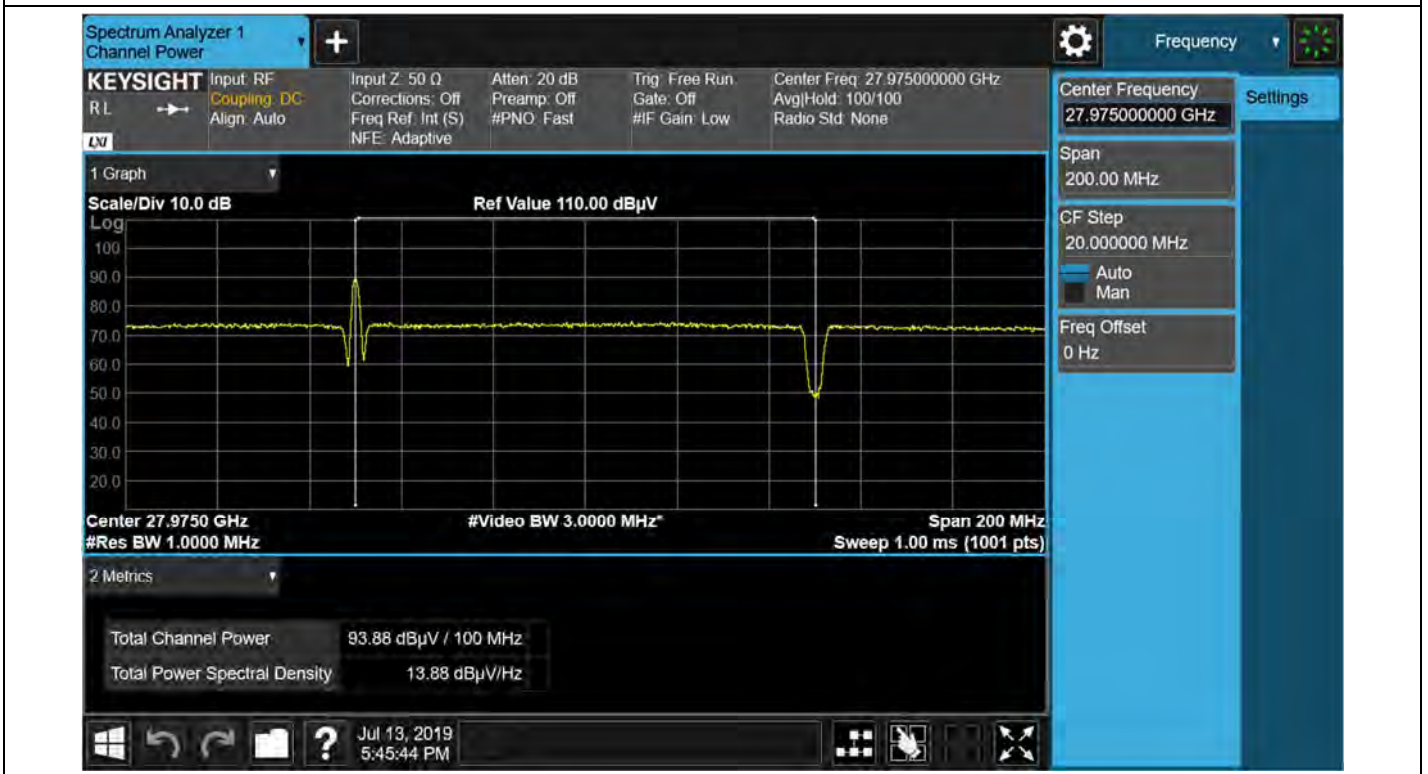 Spectrum Analyzer 1
Channel Power
+
Frequency
KEYSIGHT
R L
LXI
Input: RF
Coupling: DC
Align: Auto
Input Z: 50 Ω
Corrections: Off
Freq Ref: Int (S)
NFE: Adaptive
Atten: 20 dB
Preamp: Off
#PNO: Fast
Trig: Free Run
Gate: Off
#IF Gain: Low
Center Freq: 27.975000000 GHz
Avg|Hold: 100/100
Radio Std: None
Center Frequency
27.975000000 GHz
Settings
Span
200.00 MHz
CF Step
20.000000 MHz
Auto
Man
Freq Offset
0 Hz
1 Graph
Scale/Div 10.0 dB
Ref Value 110.00 dBµV
Log
100
90.0
80.0
70.0
60.0
50.0
40.0
30.0
20.0
Center 27.9750 GHz
#Video BW 3.0000 MHz*
Span 200 MHz
#Res BW 1.0000 MHz
Sweep 1.00 ms (1001 pts)
2 Metrics
Total Channel Power 93.88 dBµV / 100 MHz
Total Power Spectral Density 13.88 dBµV/Hz
?
Jul 13, 2019
5:45:44 PM